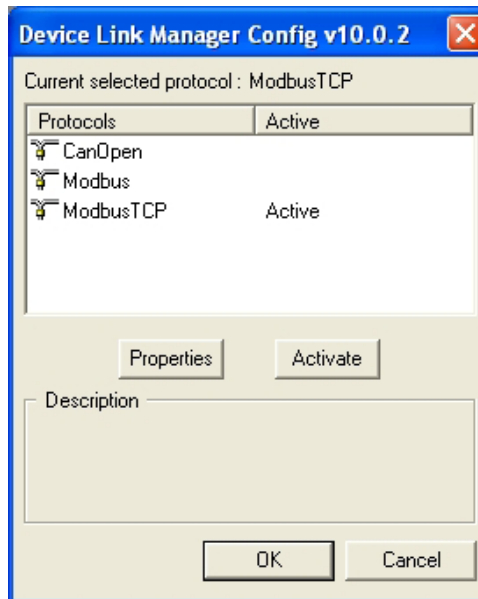 Device Link Manager Config v10.0.2
Current selected protocol : ModbusTCP
Protocols Active
CanOpen
Modbus
ModbusTCP Active
Properties Activate
Description
OK Cancel